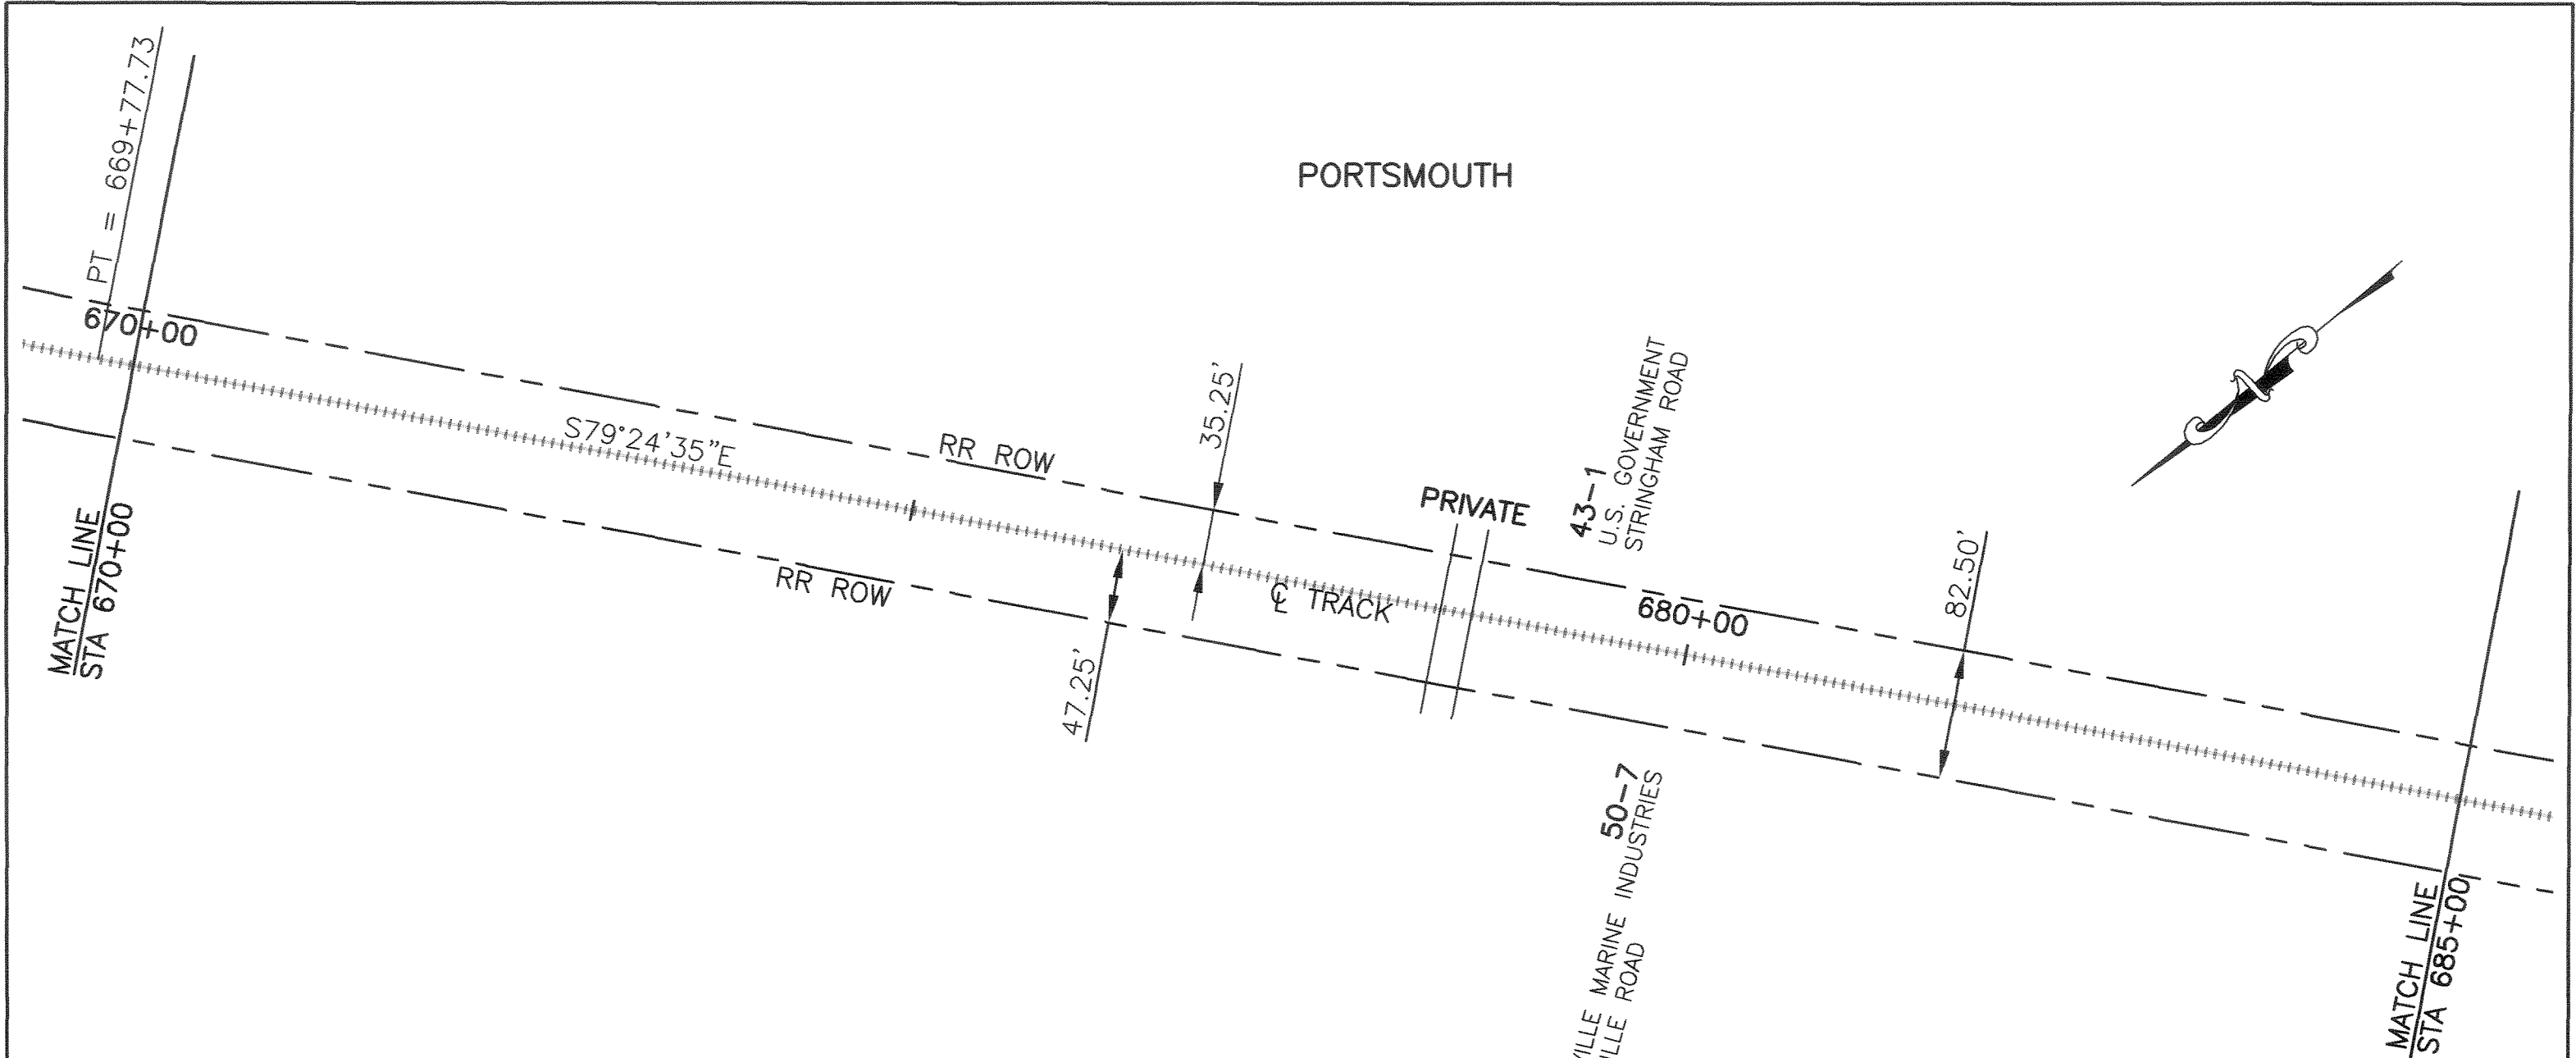 PT = 669+77.73
PORTSMOUTH
670+00
MATCH LINE
STA 670+00
S79°24'35"E
RR ROW
RR ROW
35.25'
47.25'
℄ TRACK
PRIVATE
43-1
U.S. GOVERNMENT
STRINGHAM ROAD
680+00
82.50'
50-7
MARINE INDUSTRIES
ROAD
MATCH LINE
STA 685+00